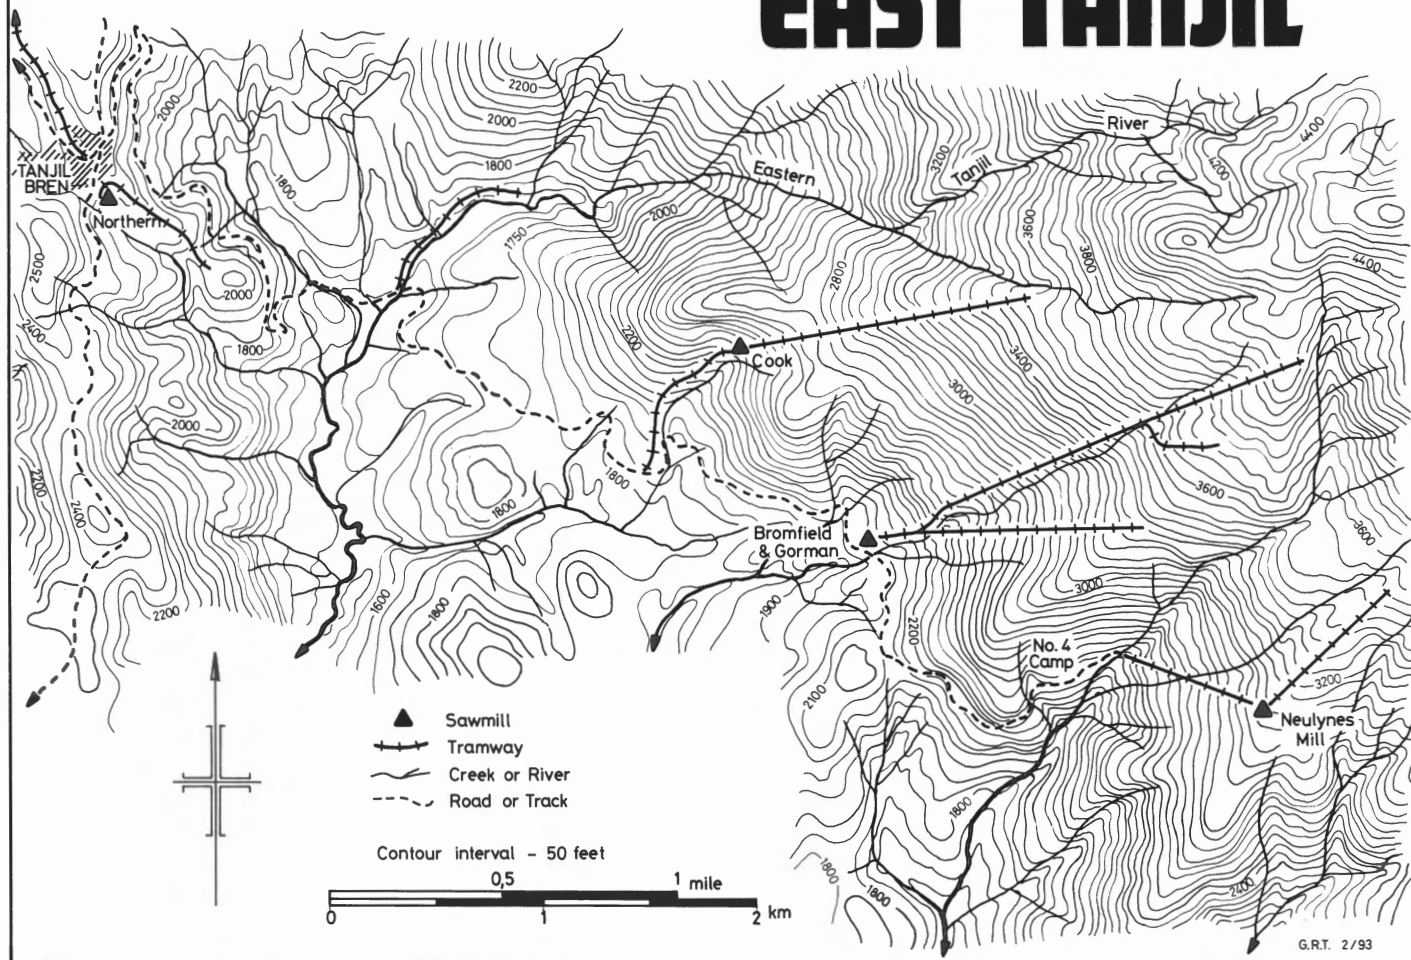 EAST TANJIL
River
4400
2200
2000
2000
1800
3200
4200
TANJIL
BREN
Eastern
Tanjil
1800
Northern
2000
3600
1750
2500
3800
4400
2800
2000
2400
2200
1800
Cook
3400
3000
2000
2200
1800
3600
1800
2400
3600
Bromfield
& Gorman
3000
2200
1600
1800
1900
2200
No. 4
Camp
3200
2100
Sawmill
Neulynes
Mill
Tramway
Creek or River
Road or Track
1800
Contour interval – 50 feet
0,5
1 mile
0
1
2 km
1800
1800
2400
G.R.T. 2/93